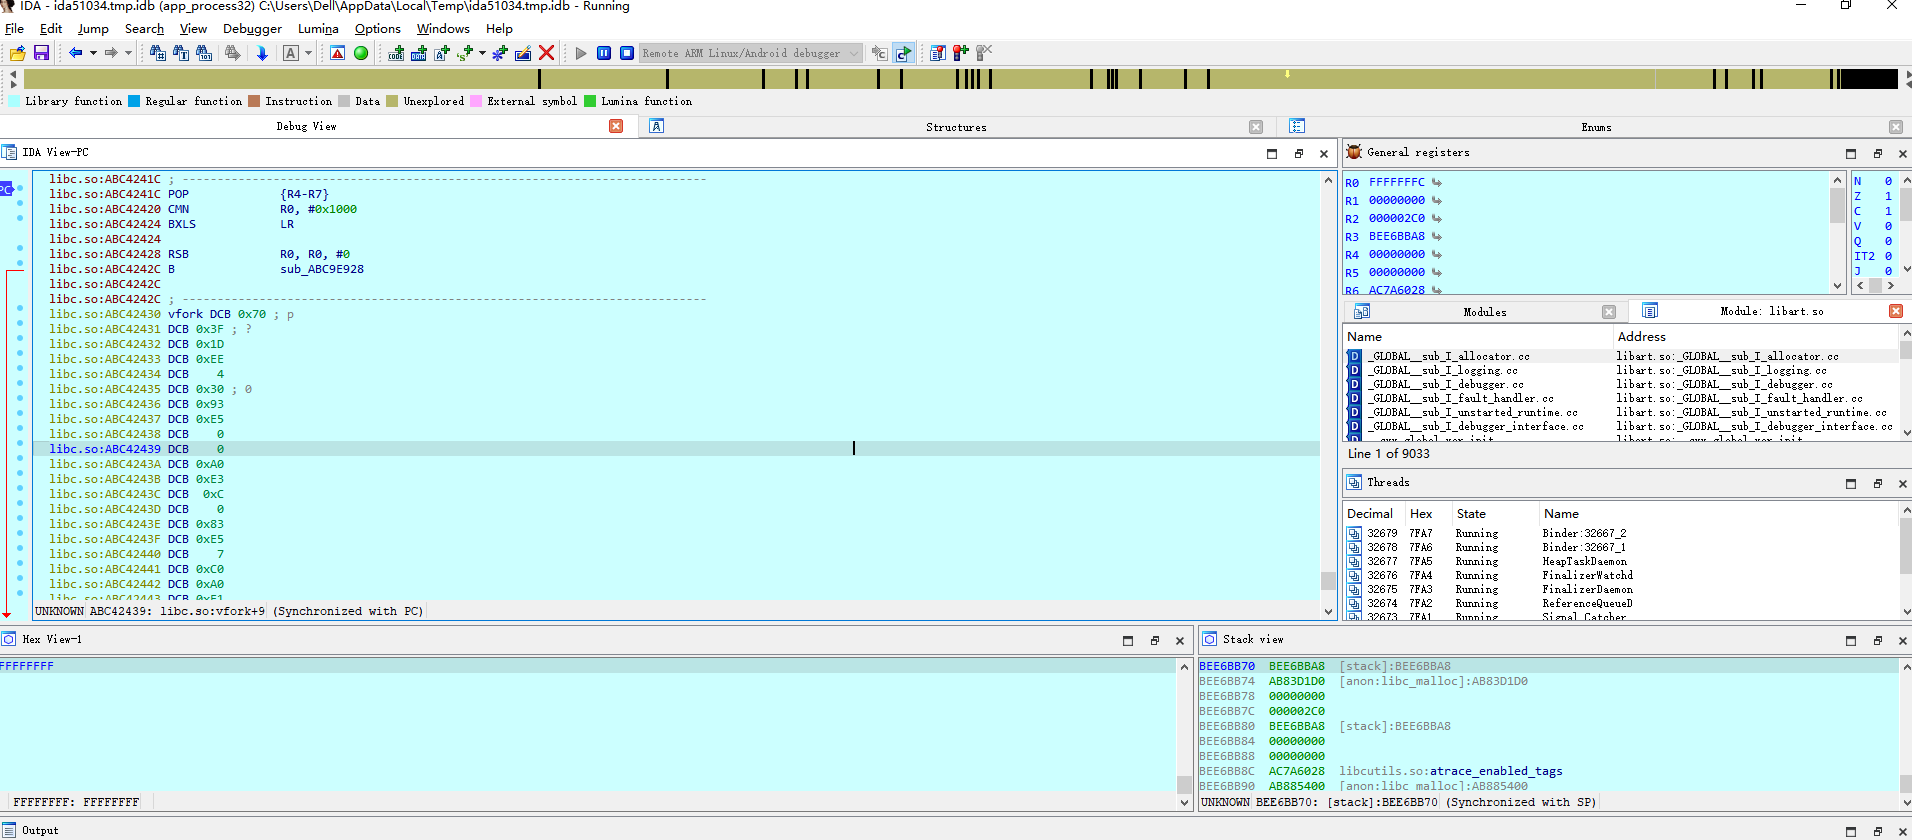 IDA - ida51034.tmp.idb (app_process32) C:\Users\Dell\AppData\Local\Temp\ida51034.tmp.idb - Running
File Edit Jump Search View Debugger Lumina Options Windows Help
Remote ARM Linux/Android debugger
Library function Regular function Instruction Data Unexplored External symbol Lumina function
Debug View Structures Enums
IDA View-PC
PC
libc.so:ABC4241C ; ---------------------------------------------------------------------------
libc.so:ABC4241C POP {R4-R7}
libc.so:ABC42420 CMN R0, #0x1000
libc.so:ABC42424 BXLS LR
libc.so:ABC42424
libc.so:ABC42428 RSB R0, R0, #0
libc.so:ABC4242C B sub_ABC9E928
libc.so:ABC4242C
libc.so:ABC4242C ; ---------------------------------------------------------------------------
libc.so:ABC42430 vfork DCB 0x70 ; p
libc.so:ABC42431 DCB 0x3F ; ?
libc.so:ABC42432 DCB 0x1D
libc.so:ABC42433 DCB 0xEE
libc.so:ABC42434 DCB 4
libc.so:ABC42435 DCB 0x30 ; 0
libc.so:ABC42436 DCB 0x93
libc.so:ABC42437 DCB 0xE5
libc.so:ABC42438 DCB 0
libc.so:ABC42439 DCB 0
libc.so:ABC4243A DCB 0xA0
libc.so:ABC4243B DCB 0xE3
libc.so:ABC4243C DCB 0xC
libc.so:ABC4243D DCB 0
libc.so:ABC4243E DCB 0x83
libc.so:ABC4243F DCB 0xE5
libc.so:ABC42440 DCB 7
libc.so:ABC42441 DCB 0xC0
libc.so:ABC42442 DCB 0xA0
libc.so:ABC42443 DCB 0xE1
UNKNOWN ABC42439: libc.so:vfork+9 (Synchronized with PC)
General registers
R0 FFFFFFFC
R1 00000000
R2 000002C0
R3 BEE6BBA8
R4 00000000
R5 00000000
R6 AC7A6028
N 0
Z 1
C 1
V 0
Q 0
IT2 0
J 0
Modules Module: libart.so
Name Address
_GLOBAL__sub_I_allocator.cc libart.so:_GLOBAL__sub_I_allocator.cc
_GLOBAL__sub_I_logging.cc libart.so:_GLOBAL__sub_I_logging.cc
_GLOBAL__sub_I_debugger.cc libart.so:_GLOBAL__sub_I_debugger.cc
_GLOBAL__sub_I_fault_handler.cc libart.so:_GLOBAL__sub_I_fault_handler.cc
_GLOBAL__sub_I_unstarted_runtime.cc libart.so:_GLOBAL__sub_I_unstarted_runtime.cc
_GLOBAL__sub_I_debugger_interface.cc libart.so:_GLOBAL__sub_I_debugger_interface.cc
Line 1 of 9033
Threads
Decimal Hex State Name
32679 7FA7 Running Binder:32667_2
32678 7FA6 Running Binder:32667_1
32677 7FA5 Running HeapTaskDaemon
32676 7FA4 Running FinalizerWatchd
32675 7FA3 Running FinalizerDaemon
32674 7FA2 Running ReferenceQueueD
32673 7FA1 Running Signal Catcher
Hex View-1
FFFFFFFF
FFFFFFFF: FFFFFFFF
Stack view
BEE6BB70 BEE6BBA8 [stack]:BEE6BBA8
BEE6BB74 AB83D1D0 [anon:libc_malloc]:AB83D1D0
BEE6BB78 00000000
BEE6BB7C 000002C0
BEE6BB80 BEE6BBA8 [stack]:BEE6BBA8
BEE6BB84 00000000
BEE6BB88 00000000
BEE6BB8C AC7A6028 libcutils.so:atrace_enabled_tags
BEE6BB90 AB885400 [anon:libc_malloc]:AB885400
UNKNOWN BEE6BB70: [stack]:BEE6BB70 (Synchronized with SP)
Output